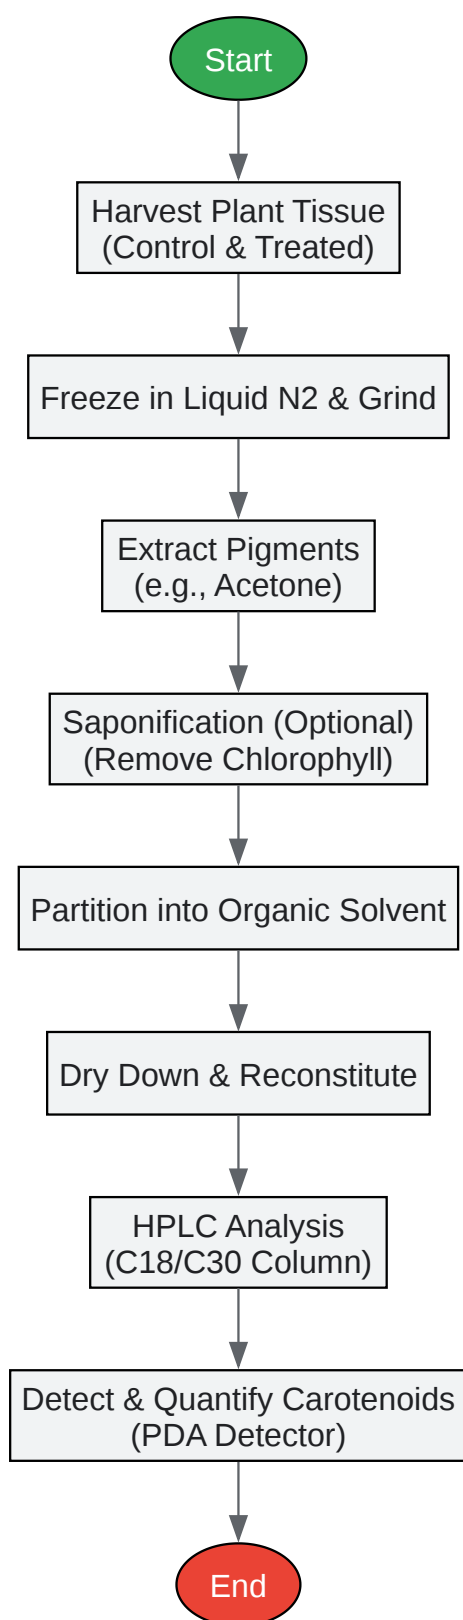 Start
Harvest Plant Tissue
(Control & Treated)
Freeze in Liquid N2 & Grind
Extract Pigments
(e.g., Acetone)
Saponification (Optional)
(Remove Chlorophyll)
Partition into Organic Solvent
Dry Down & Reconstitute
HPLC Analysis
(C18/C30 Column)
Detect & Quantify Carotenoids
(PDA Detector)
End